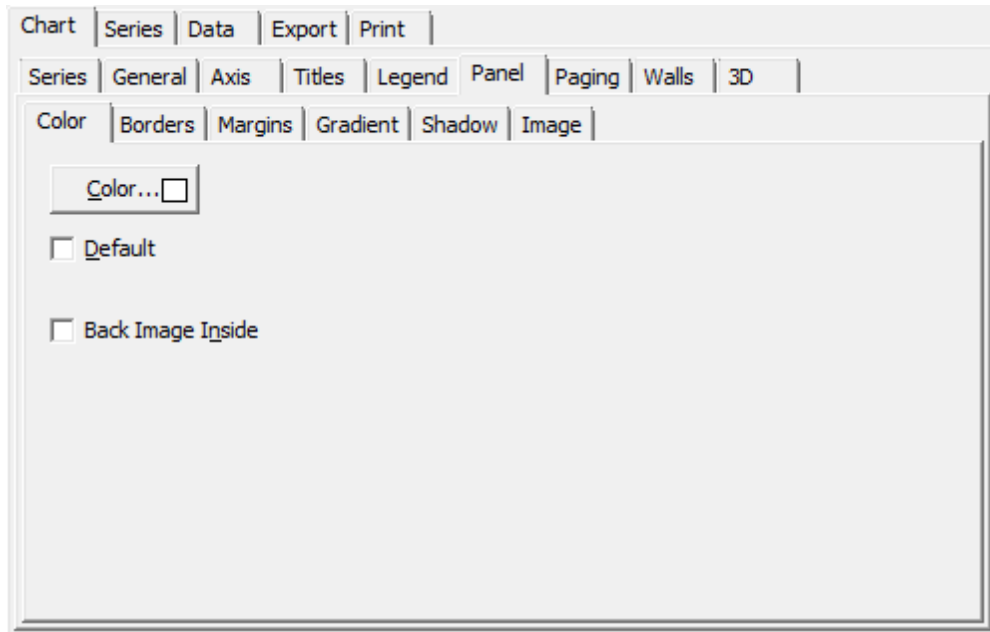 Chart Series Data Export Print
Series General Axis Titles Legend Panel Paging Walls 3D
Color Borders Margins Gradient Shadow Image
Color...
Default
Back Image Inside